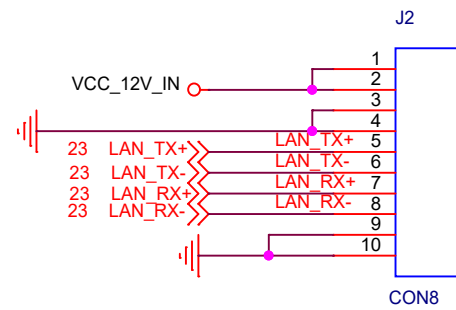 J2
1
VCC_12V_IN 2
3
4
23 LAN_TX+ LAN_TX+ 5
23 LAN_TX- LAN_TX- 6
23 LAN_RX+ LAN_RX+ 7
23 LAN_RX- LAN_RX- 8
9
10
CON8